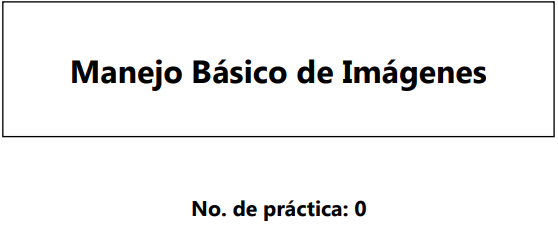 Manejo Básico de Imágenes
No. de práctica: 0